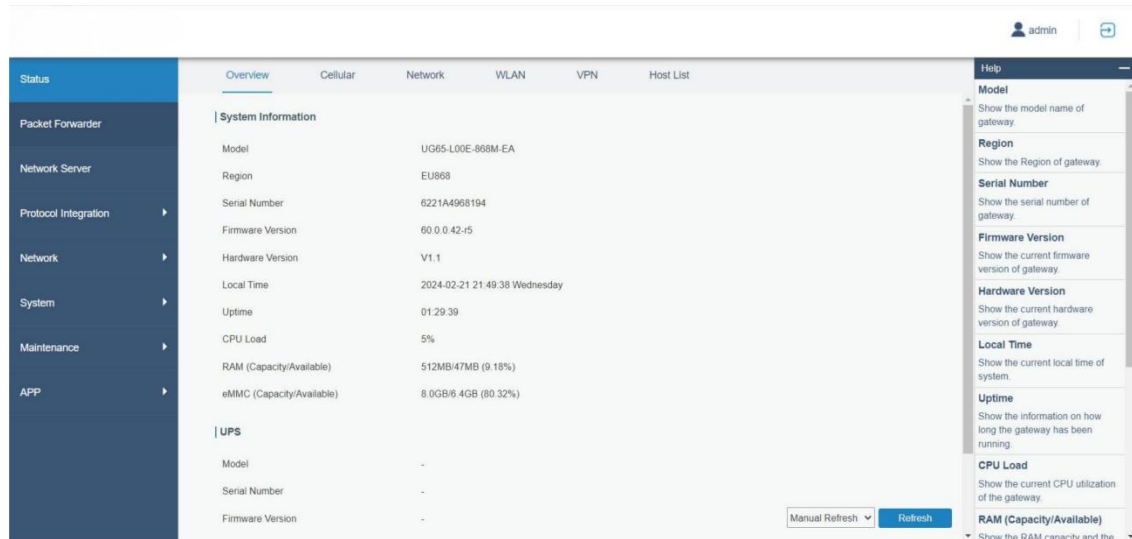 admin
Status
Packet Forwarder
Network Server
Protocol Integration
Network
System
Maintenance
APP
Overview Cellular Network WLAN VPN Host List
System Information
Model UG65-L00E-868M-EA
Region EU868
Serial Number 6221A4968194
Firmware Version 60.0.0.42-r5
Hardware Version V1.1
Local Time 2024-02-21 21:49:38 Wednesday
Uptime 01:29:39
CPU Load 5%
RAM (Capacity/Available) 512MB/47MB (9.18%)
eMMC (Capacity/Available) 8.0GB/6.4GB (80.32%)
UPS
Model -
Serial Number -
Firmware Version -
Manual Refresh Refresh
Help
Model
Show the model name of
gateway.
Region
Show the Region of gateway.
Serial Number
Show the serial number of
gateway.
Firmware Version
Show the current firmware
version of gateway.
Hardware Version
Show the current hardware
version of gateway.
Local Time
Show the current local time of
system.
Uptime
Show the information on how
long the gateway has been
running.
CPU Load
Show the current CPU utilization
of the gateway.
RAM (Capacity/Available)
Show the RAM capacity and the